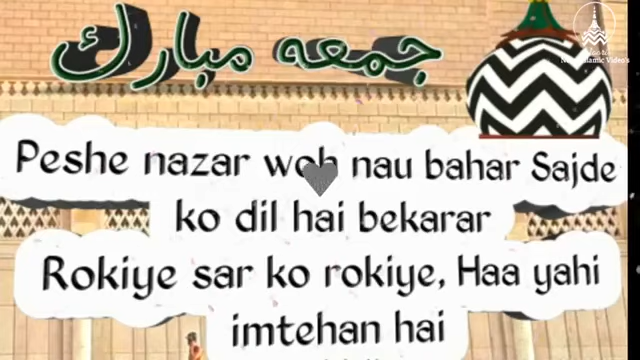 جمعه مبارك
Peshe nazar woh nau bahar Sajde
ko dil hai bekarar
Rokiye sar ko rokiye, Haa yahi
imtehan hai